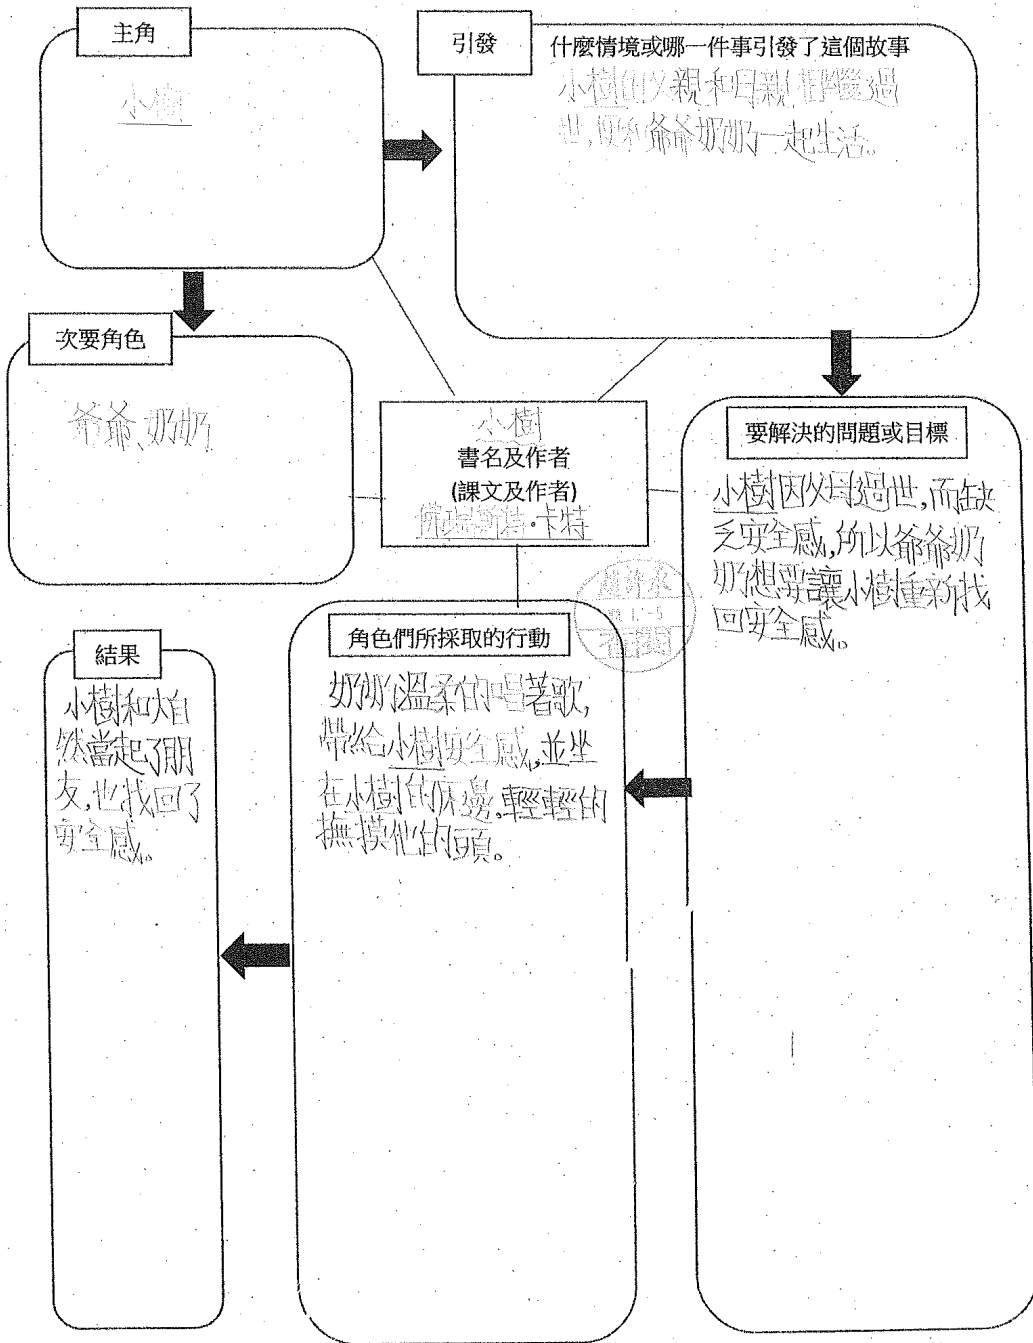 主角
小樹
引發
什麼情境或哪一件事引發了這個故事
小樹的父親和母親相繼過
世,便和爺爺奶奶一起生活。
次要角色
爺爺、奶奶
小樹
書名及作者
(課文及作者)
佛瑞斯特·卡特
要解決的問題或目標
小樹因父母過世,而缺
乏安全感,所以爺爺奶
奶想要讓小樹重新找
回安全感。
角色們所採取的行動
奶奶溫柔的唱著歌,
帶給小樹安全感,並坐
在小樹的床邊,輕輕的
撫摸他的頭。
結果
小樹和大自
然當起了朋
友,也找回了
安全感。